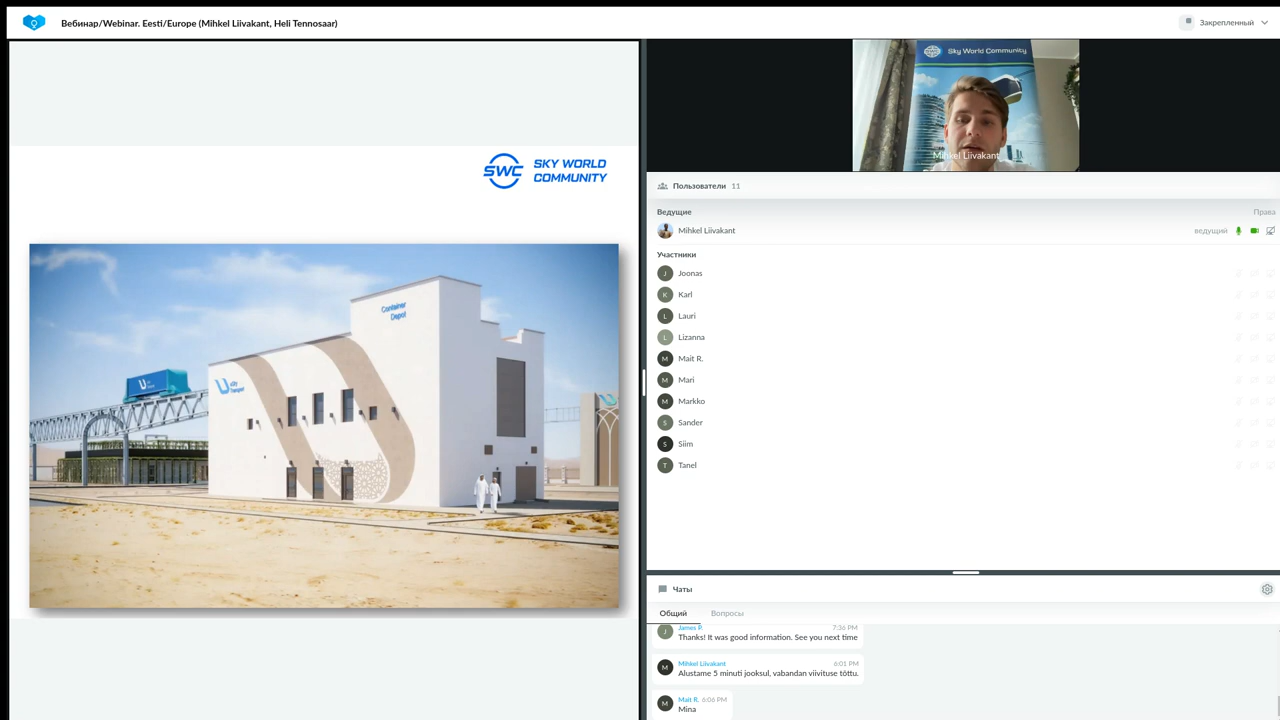 Вебинар/Webinar. Eesti/Europe (Mihkel Liivakant, Heli Tennosaar)
Закрепленный
SWC SKY WORLD
COMMUNITY
Container
Depot
uSky
Transport
Sky World Community
Mihkel Liivakant
Пользователи 11
Ведущие Права
Mihkel Liivakant ведущий
Участники
J Joonas
K Karl
L Lauri
L Lizanna
M Mait R.
M Mari
M Markko
S Sander
S Siim
T Tanel
Чаты
Общий Вопросы
J James P. 7:36 PM
Thanks! It was good information. See you next time
M Mihkel Liivakant 6:01 PM
Alustame 5 minuti jooksul, vabandan viivituse tõttu.
M Mait R. 6:06 PM
Mina